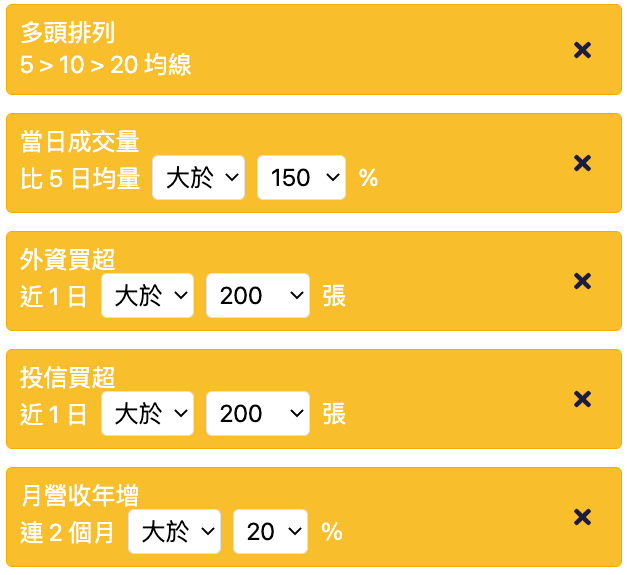 多頭排列
5 > 10 > 20 均線
當日成交量
比 5 日均量 大於 150 %
外資買超
近 1 日 大於 200 張
投信買超
近 1 日 大於 200 張
月營收年增
連 2 個月 大於 20 %